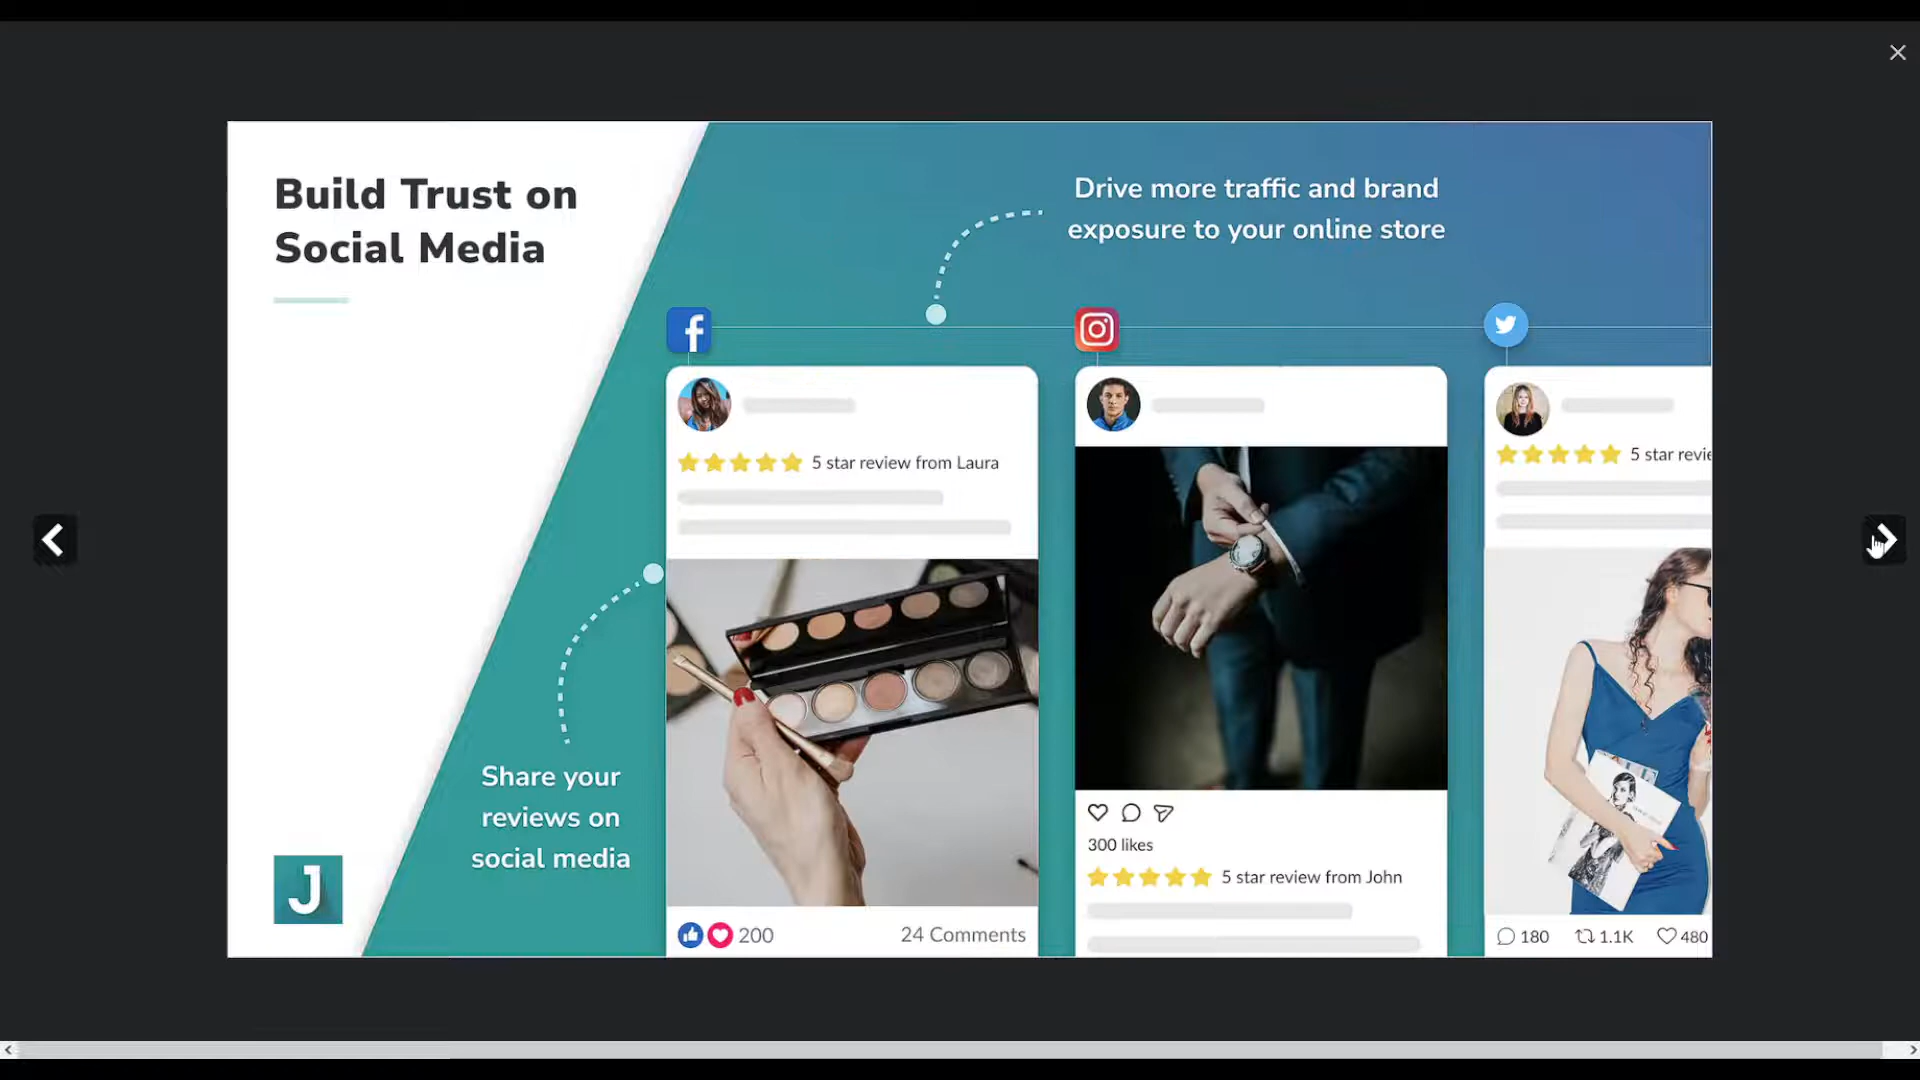 Build Trust on
Social Media
Drive more traffic and brand
exposure to your online store
5 star review from Laura
5 star revie
Share your
reviews on
social media
300 likes
5 star review from John
J
200
24 Comments
180
1.1K
480